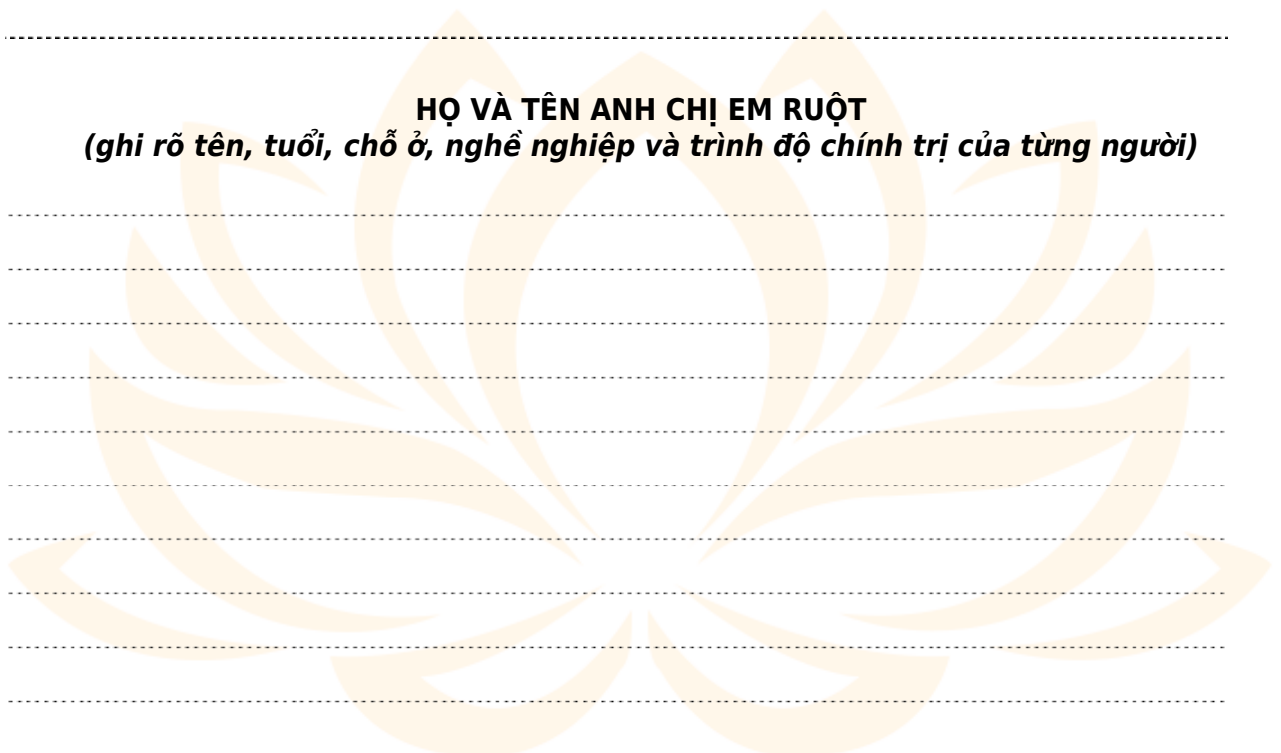 HỌ VÀ TÊN ANH CHỊ EM RUỘT
(ghi rõ tên, tuổi, chỗ ở, nghề nghiệp và trình độ chính trị của từng người)